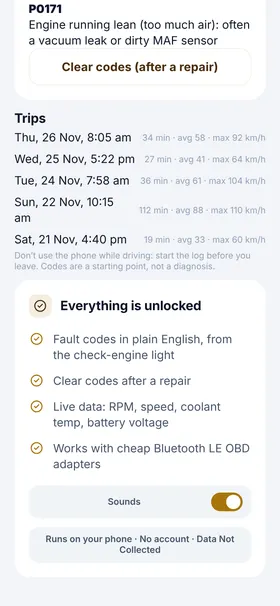 P0171
Engine running lean (too much air): often
a vacuum leak or dirty MAF sensor
Clear codes (after a repair)
Trips
Thu, 26 Nov, 8:05 am 34 min · avg 58 · max 92 km/h
Wed, 25 Nov, 5:22 pm 27 min · avg 41 · max 64 km/h
Tue, 24 Nov, 7:58 am 36 min · avg 61 · max 104 km/h
Sun, 22 Nov, 10:15
am 112 min · avg 88 · max 110 km/h
Sat, 21 Nov, 4:40 pm 19 min · avg 33 · max 60 km/h
Don't use the phone while driving: start the log before you
leave. Codes are a starting point, not a diagnosis.
Everything is unlocked
Fault codes in plain English, from
the check-engine light
Clear codes after a repair
Live data: RPM, speed, coolant
temp, battery voltage
Works with cheap Bluetooth LE OBD
adapters
Sounds
Runs on your phone · No account · Data Not
Collected